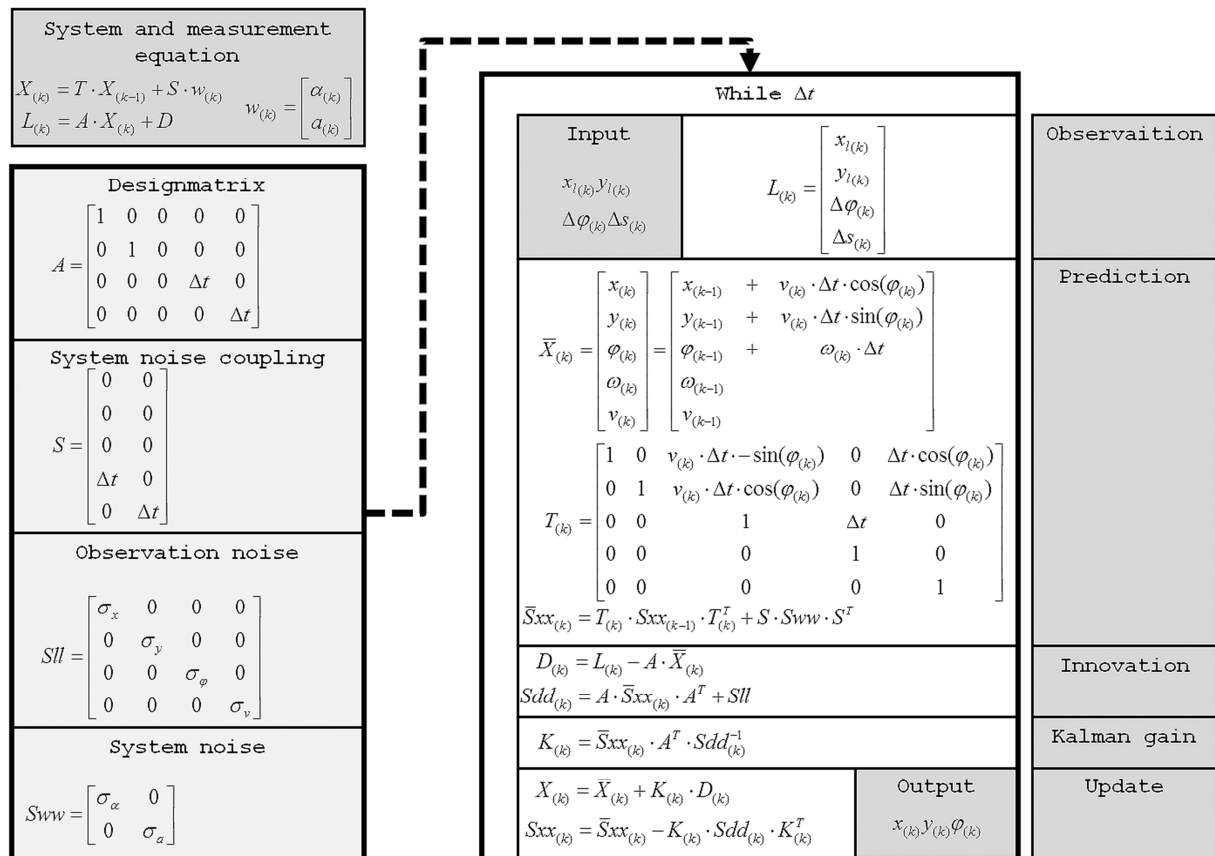 System and measurement
equation
X_(k) = T · X_(k−1) + S · w_(k)
L_(k) = A · X_(k) + D
w_(k) = [α_(k); a_(k)]
Designmatrix
A = [1 0 0 0 0; 0 1 0 0 0; 0 0 0 Δt 0; 0 0 0 0 Δt]
System noise coupling
S = [0 0; 0 0; 0 0; Δt 0; 0 Δt]
Observation noise
Sll = [σ_x 0 0 0; 0 σ_y 0 0; 0 0 σ_φ 0; 0 0 0 σ_v]
System noise
Sww = [σ_α 0; 0 σ_a]
While Δt
Input
x_l(k) y_l(k)
Δφ_(k) Δs_(k)
L_(k) = [x_l(k); y_l(k); Δφ_(k); Δs_(k)]
Observaition
X̄_(k) = [x_(k); y_(k); φ_(k); ω_(k); v_(k)] = [x_(k−1) + v_(k) · Δt · cos(φ_(k)); y_(k−1) + v_(k) · Δt · sin(φ_(k)); φ_(k−1) + ω_(k) · Δt; ω_(k−1); v_(k−1)]
T_(k) = [1 0 v_(k) · Δt · − sin(φ_(k)) 0 Δt · cos(φ_(k)); 0 1 v_(k) · Δt · cos(φ_(k)) 0 Δt · sin(φ_(k)); 0 0 1 Δt 0; 0 0 0 1 0; 0 0 0 0 1]
S̄xx_(k) = T_(k) · Sxx_(k−1) · T_(k)^T + S · Sww · S^T
Prediction
D_(k) = L_(k) − A · X̄_(k)
Sdd_(k) = A · S̄xx_(k) · A^T + Sll
Innovation
K_(k) = S̄xx_(k) · A^T · Sdd_(k)^−1
Kalman gain
X_(k) = X̄_(k) + K_(k) · D_(k)
Sxx_(k) = S̄xx_(k) − K_(k) · Sdd_(k) · K_(k)^T
Output
x_(k) y_(k) φ_(k)
Update